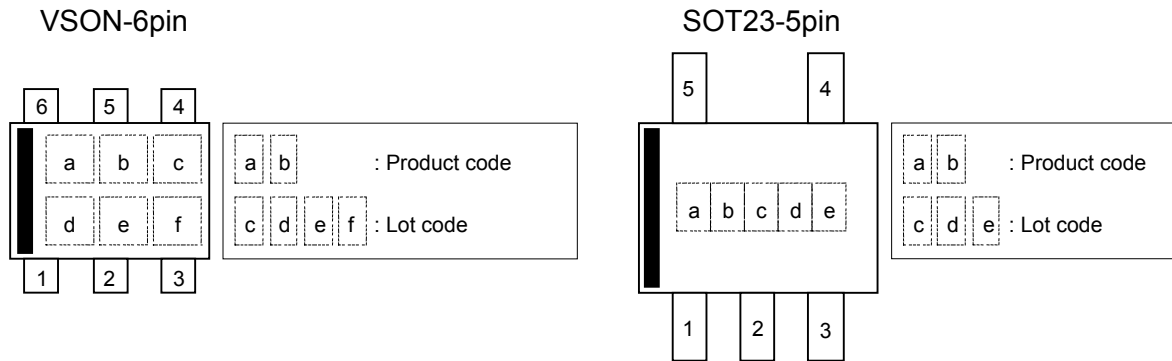 VSON-6pin
6 5 4
a b c
d e f
1 2 3
a b : Product code
c d e f : Lot code
SOT23-5pin
5 4
a b c d e
1 2 3
a b : Product code
c d e : Lot code